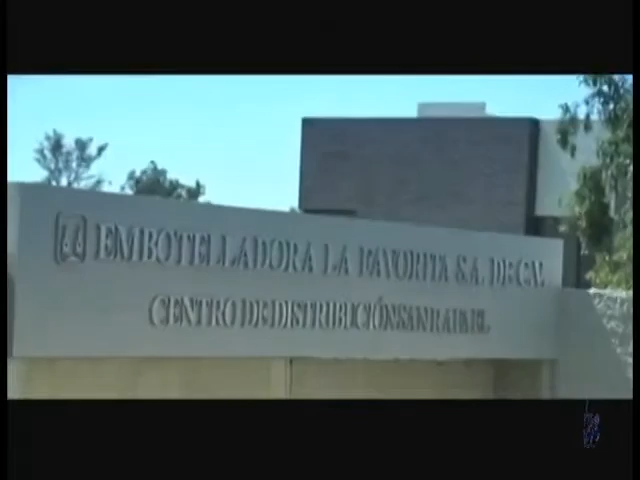 EMBOTELLADORA LA FAVORITA S.A. DE C.V.
CENTRO DE DISTRIBUCIÓN SAN RAFAEL